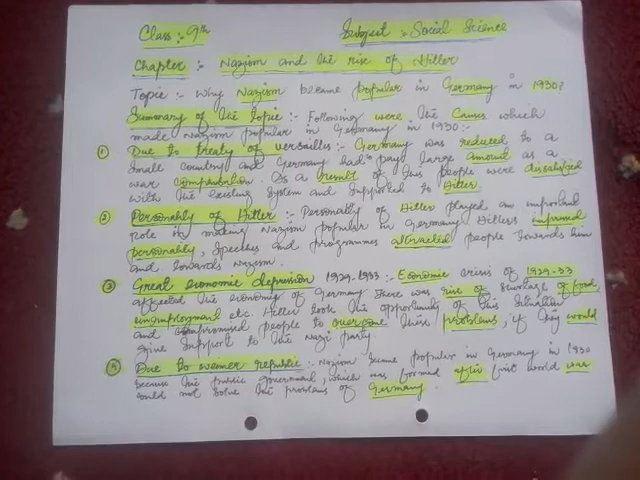 Class :- 9th Subject :- Social Science
Chapter :- Nazism and the rise of Hitler
Topic :- Why Nazism became popular in Germany in 1930?
Summary of the topic :- Following were the Causes which
made nazism popular in Germany in 1930 :-
① Due to treaty of versailles :- Germany was reduced to a
small country and Germany had pay large amount as a
war . As a result of this people were dissatisfied
with the existing system and supported to Hitler.
② Personality of Hitler :- Personality of Hitler played an important
role in making Nazism popular in Germany. Hitler's
personality, speeches and programmes attracted people towards him
and towards nazism.
③ Great economic depression 1929-1933 :- Economic crisis of 1929-33
affected the economy of Germany. There was rise of shortage of food,
unemployment etc. Hitler took the opportunity of this situation
and people to overcome these problems, if they would
give support to the nazi party.
Due to republic :- Nazism became popular in Germany in 1930
because the public government, which was formed after first world war
could not solve the problems of Germany.